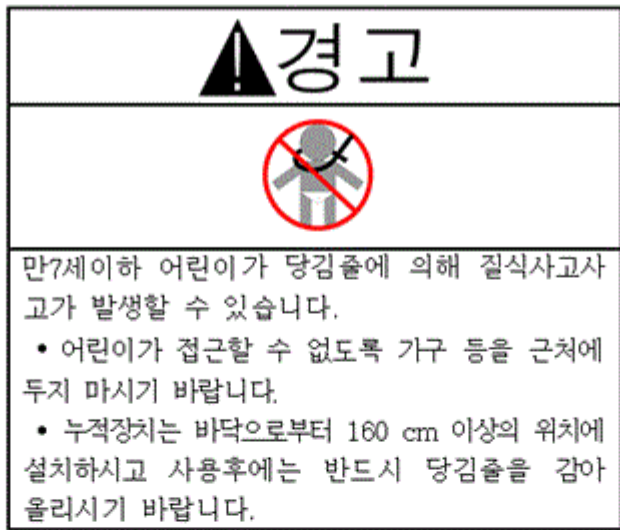 경고
만7세이하 어린이가 당김줄에 의해 질식사고사
고가 발생할 수 있습니다.
• 어린이가 접근할 수 없도록 가구 등을 근처에
두지 마시기 바랍니다.
• 누적장치는 바닥으로부터 160 cm 이상의 위치에
설치하시고 사용후에는 반드시 당김줄을 감아
올리시기 바랍니다.